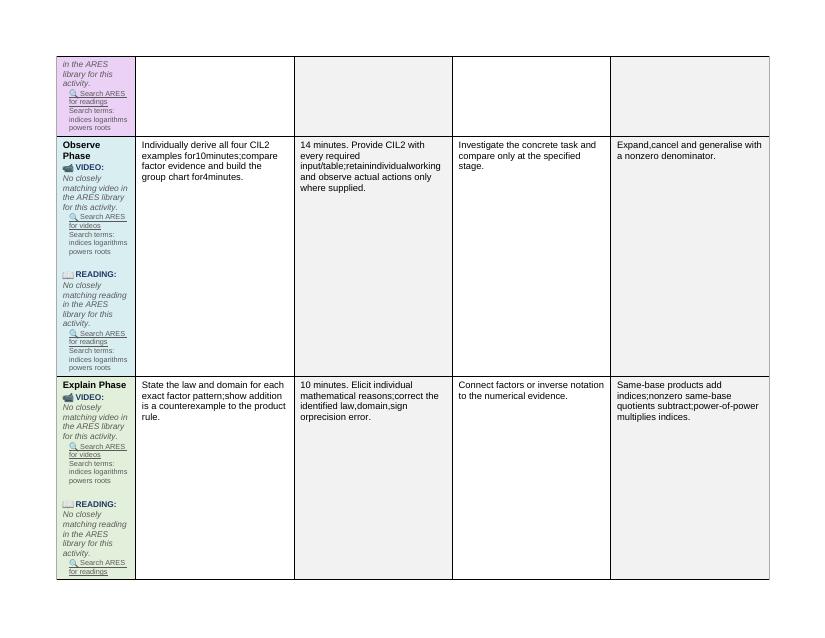 in the ARES
library for this
activity.
🔍 Search ARES
for readings
Search terms:
indices logarithms
powers roots
Observe
Phase
📹 VIDEO:
No closely
matching video in
the ARES library
for this activity.
🔍 Search ARES
for videos
Search terms:
indices logarithms
powers roots
📖 READING:
No closely
matching reading
in the ARES
library for this
activity.
🔍 Search ARES
for readings
Search terms:
indices logarithms
powers roots
Individually derive all four CIL2
examples for10minutes;compare
factor evidence and build the
group chart for4minutes.
14 minutes. Provide CIL2 with
every required
input/table;retainindividualworking
and observe actual actions only
where supplied.
Investigate the concrete task and
compare only at the specified
stage.
Expand,cancel and generalise with
a nonzero denominator.
Explain Phase
📹 VIDEO:
No closely
matching video in
the ARES library
for this activity.
🔍 Search ARES
for videos
Search terms:
indices logarithms
powers roots
📖 READING:
No closely
matching reading
in the ARES
library for this
activity.
🔍 Search ARES
for readings
State the law and domain for each
exact factor pattern;show addition
is a counterexample to the product
rule.
10 minutes. Elicit individual
mathematical reasons;correct the
identified law,domain,sign
orprecision error.
Connect factors or inverse notation
to the numerical evidence.
Same-base products add
indices;nonzero same-base
quotients subtract;power-of-power
multiplies indices.